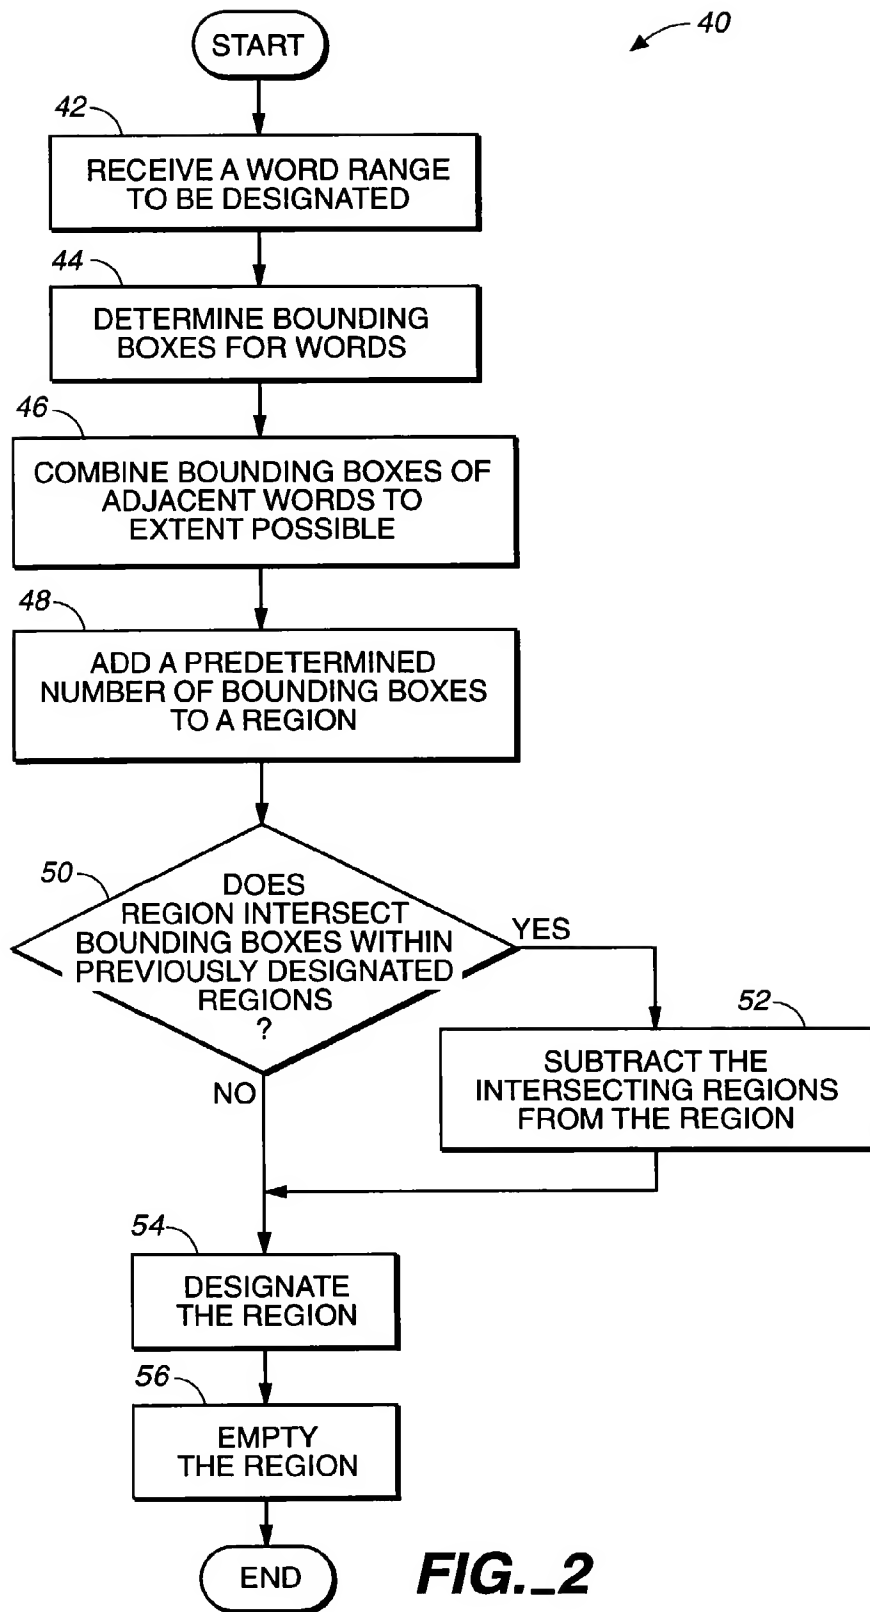 START
40
42
RECEIVE A WORD RANGE
TO BE DESIGNATED
44
DETERMINE BOUNDING
BOXES FOR WORDS
46
COMBINE BOUNDING BOXES OF
ADJACENT WORDS TO
EXTENT POSSIBLE
48
ADD A PREDETERMINED
NUMBER OF BOUNDING BOXES
TO A REGION
50
DOES
REGION INTERSECT
BOUNDING BOXES WITHIN
PREVIOUSLY DESIGNATED
REGIONS
?
YES
52
SUBTRACT THE
INTERSECTING REGIONS
FROM THE REGION
NO
54
DESIGNATE
THE REGION
56
EMPTY
THE REGION
END
FIG._2